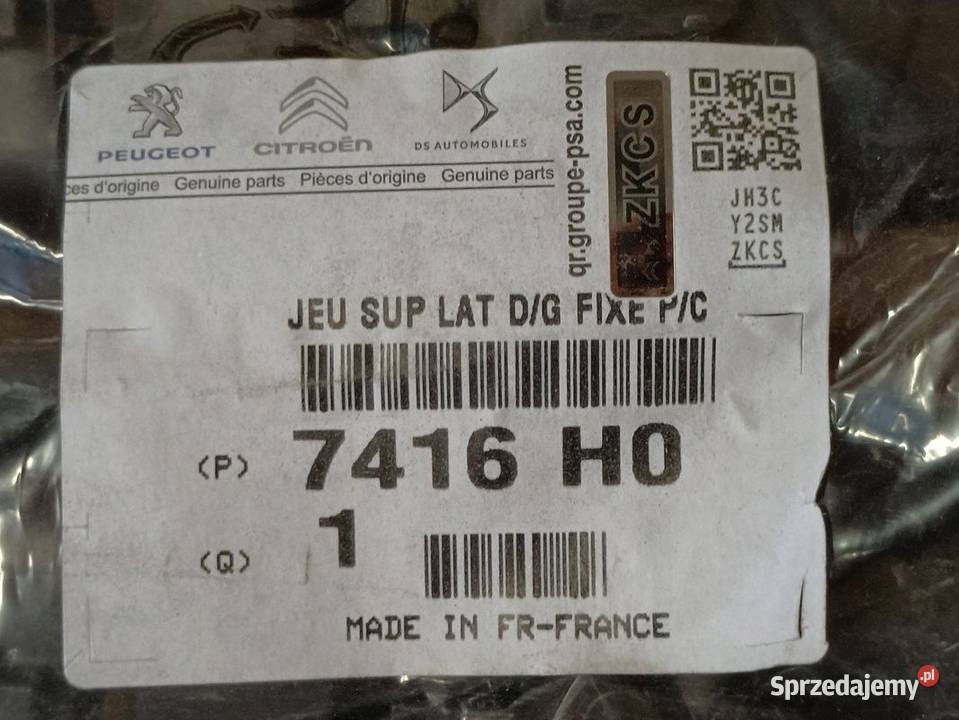 PEUGEOT
CITROËN
DS AUTOMOBILES
d'origine Genuine parts Pièces d'origine Genuine parts
qr.groupe-psa.com
ZKCS
JH3C
Y2SM
ZKCS
JEU SUP LAT D/G FIXE P/C
(P) 7416 H0
(Q) 1
MADE IN FR-FRANCE
Sprzedajemy.pl